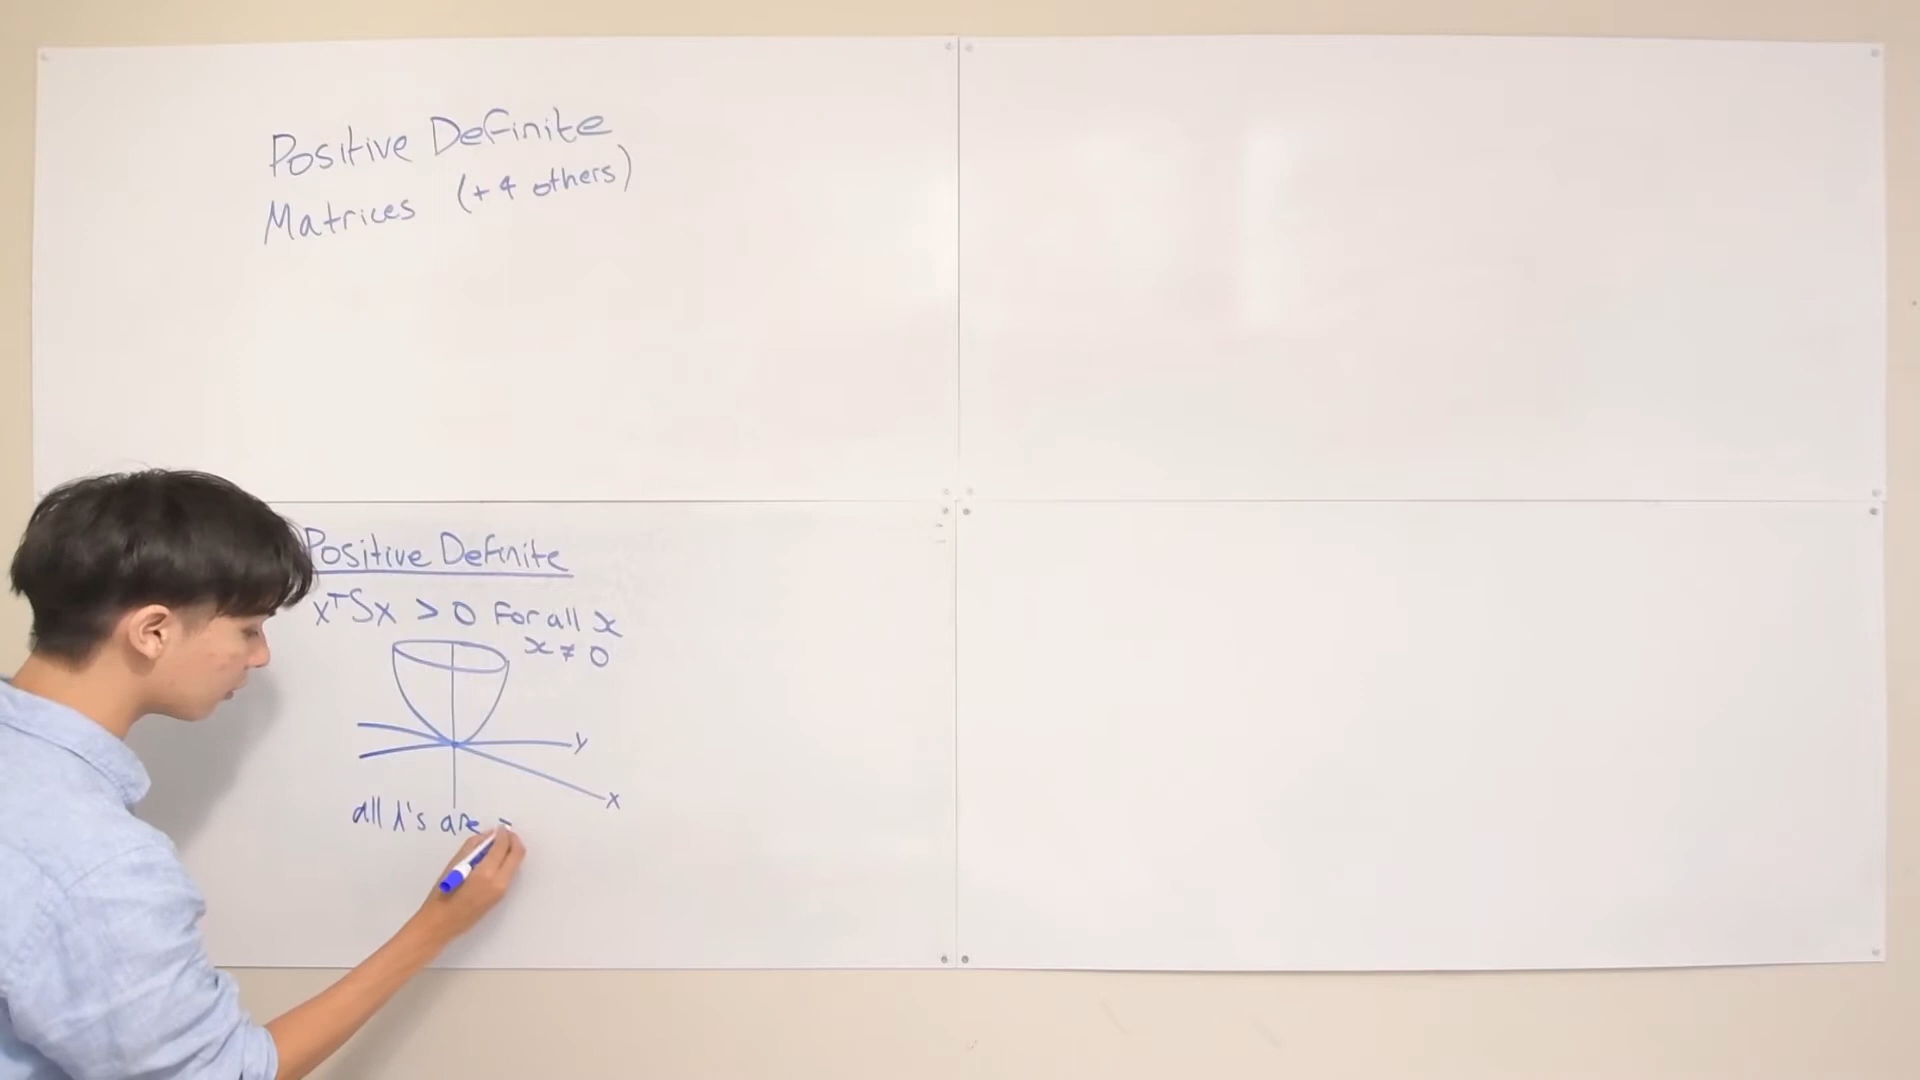 Positive Definite
Matrices (+4 others)
Positive Definite
xᵀSx > 0 For all x
x ≠ 0
y
x
all λ's are